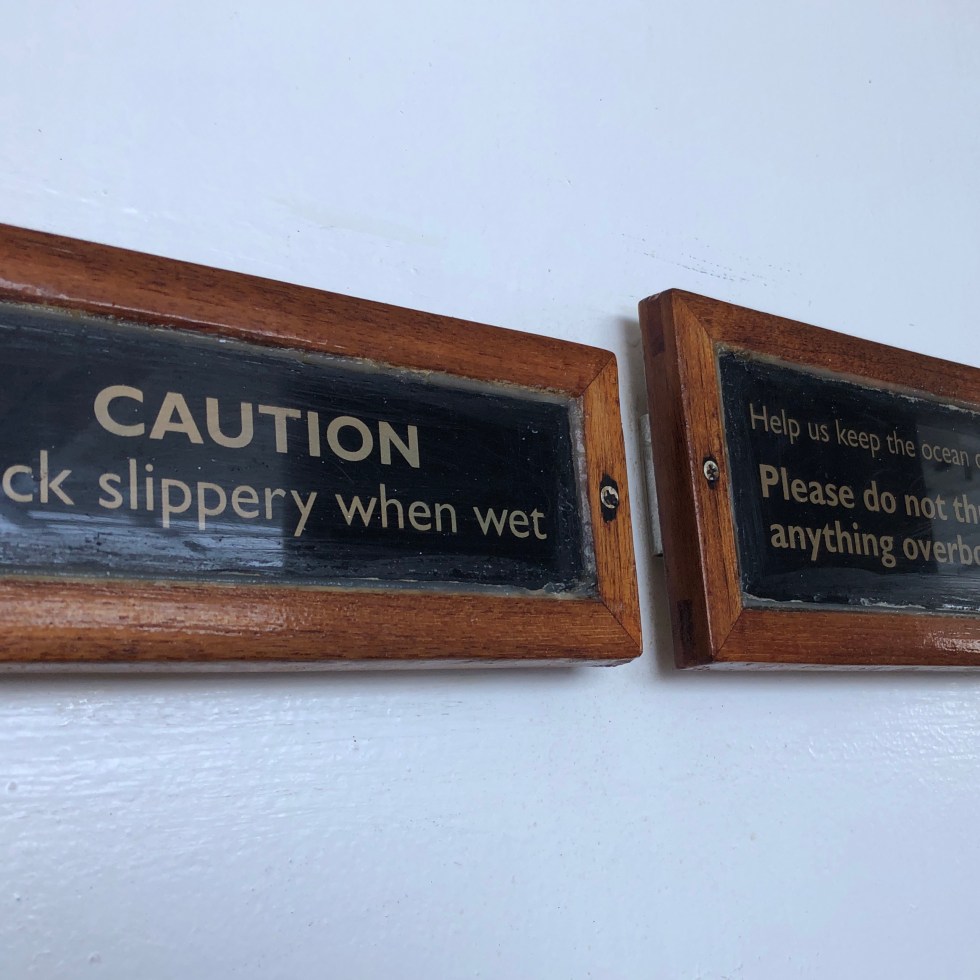 CAUTION
ck slippery when wet
Help us keep the ocean c
Please do not th
anything overbo